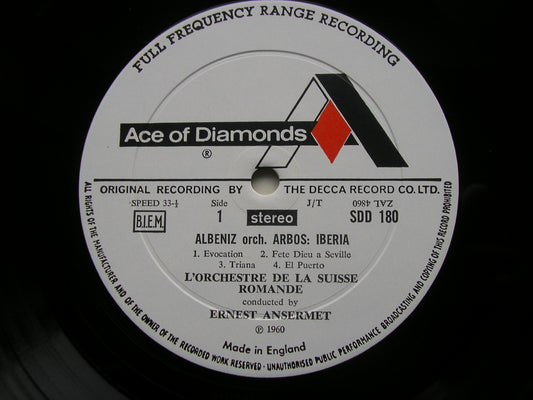 FULL FREQUENCY RANGE RECORDING
Ace of Diamonds
®
ORIGINAL RECORDING BY THE DECCA RECORD CO. LTD.
SPEED 33⅓ Side J/T ZAL 4860
B.I.E.M. 1 stereo SDD 180
ALBENIZ orch. ARBOS: IBERIA
1. Evocation 2. Fete Dieu a Seville
3. Triana 4. El Puerto
L'ORCHESTRE DE LA SUISSE
ROMANDE
conducted by
ERNEST ANSERMET
℗ 1960
Made in England
ALL RIGHTS OF THE MANUFACTURER AND OF THE OWNER OF THE RECORDED WORK RESERVED · UNAUTHORISED PUBLIC PERFORMANCE BROADCASTING AND COPYING OF THIS RECORD PROHIBITED